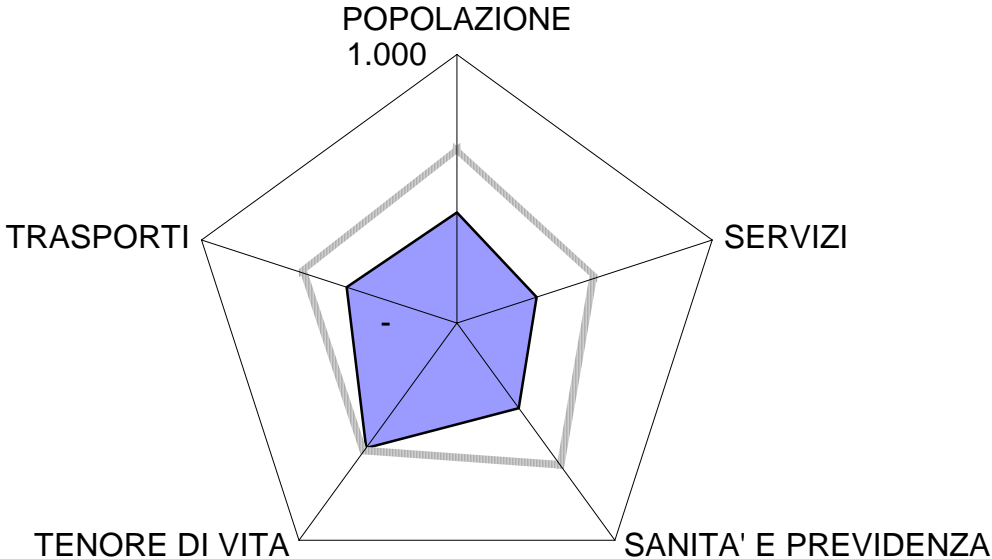 POPOLAZIONE
1.000
TRASPORTI
SERVIZI
-
TENORE DI VITA
SANITA' E PREVIDENZA